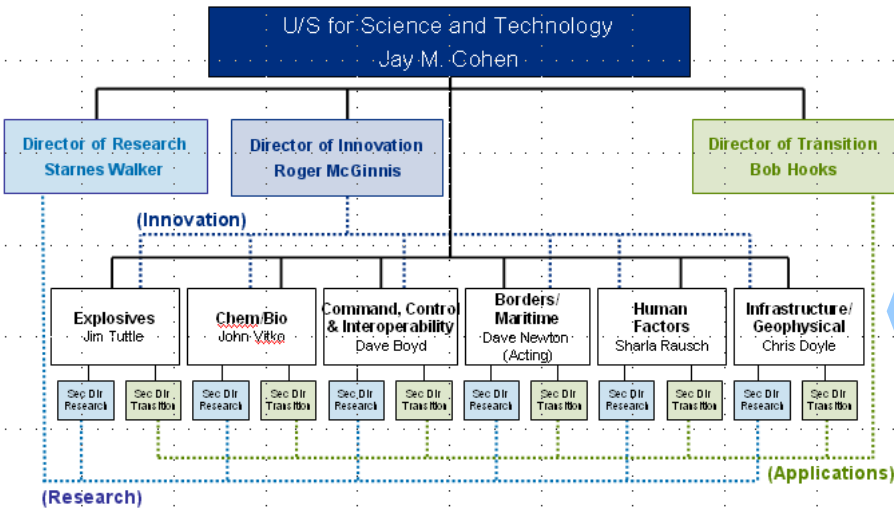 U/S for Science and Technology
Jay M. Cohen
Director of Research
Starnes Walker
Director of Innovation
Roger McGinnis
Director of Transition
Bob Hooks
(Innovation)
Explosives
Jim Tuttle
Chem/Bio
John Vitko
Command, Control
& Interoperability
Dave Boyd
Borders/
Maritime
Dave Newton
(Acting)
Human
Factors
Sharla Rausch
Infrastructure/
Geophysical
Chris Doyle
Sec Dir
Research
Sec Dir
Transition
Sec Dir
Research
Sec Dir
Transition
Sec Dir
Research
Sec Dir
Transition
Sec Dir
Research
Sec Dir
Transition
Sec Dir
Research
Sec Dir
Transition
Sec Dir
Research
Sec Dir
Transition
(Applications)
(Research)